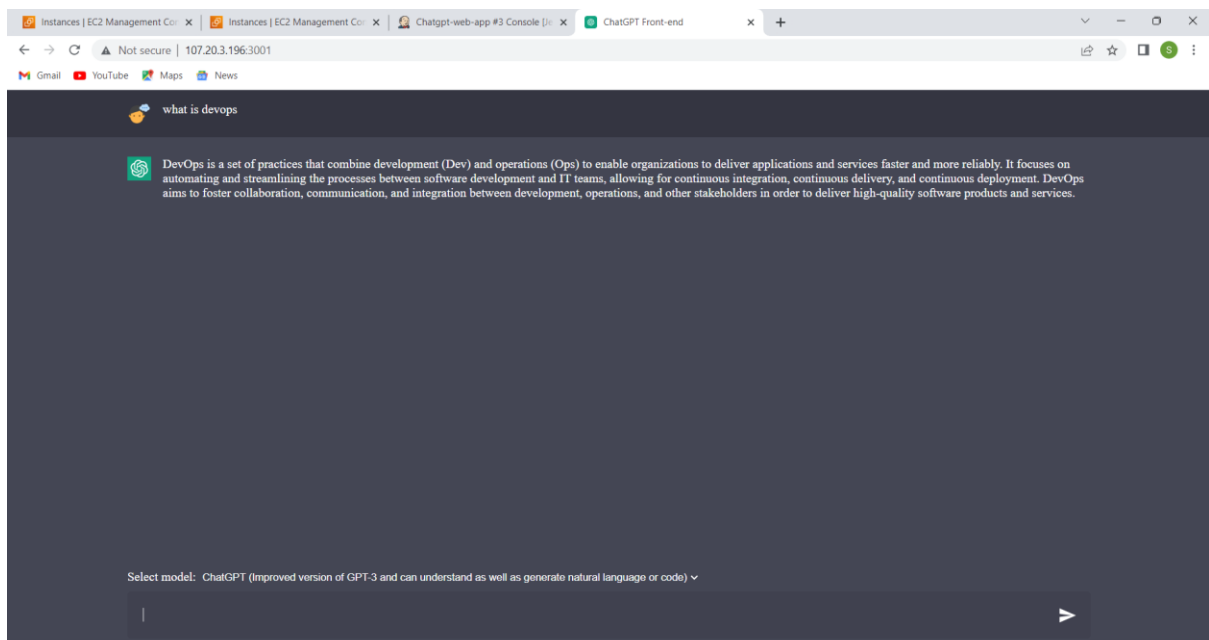 Instances | EC2 Management Con
Instances | EC2 Management Con
Chatgpt-web-app #3 Console [Je
ChatGPT Front-end
Not secure | 107.20.3.196:3001
S
Gmail
YouTube
Maps
News
what is devops
DevOps is a set of practices that combine development (Dev) and operations (Ops) to enable organizations to deliver applications and services faster and more reliably. It focuses on
automating and streamlining the processes between software development and IT teams, allowing for continuous integration, continuous delivery, and continuous deployment. DevOps
aims to foster collaboration, communication, and integration between development, operations, and other stakeholders in order to deliver high-quality software products and services.
Select model: ChatGPT (Improved version of GPT-3 and can understand as well as generate natural language or code)